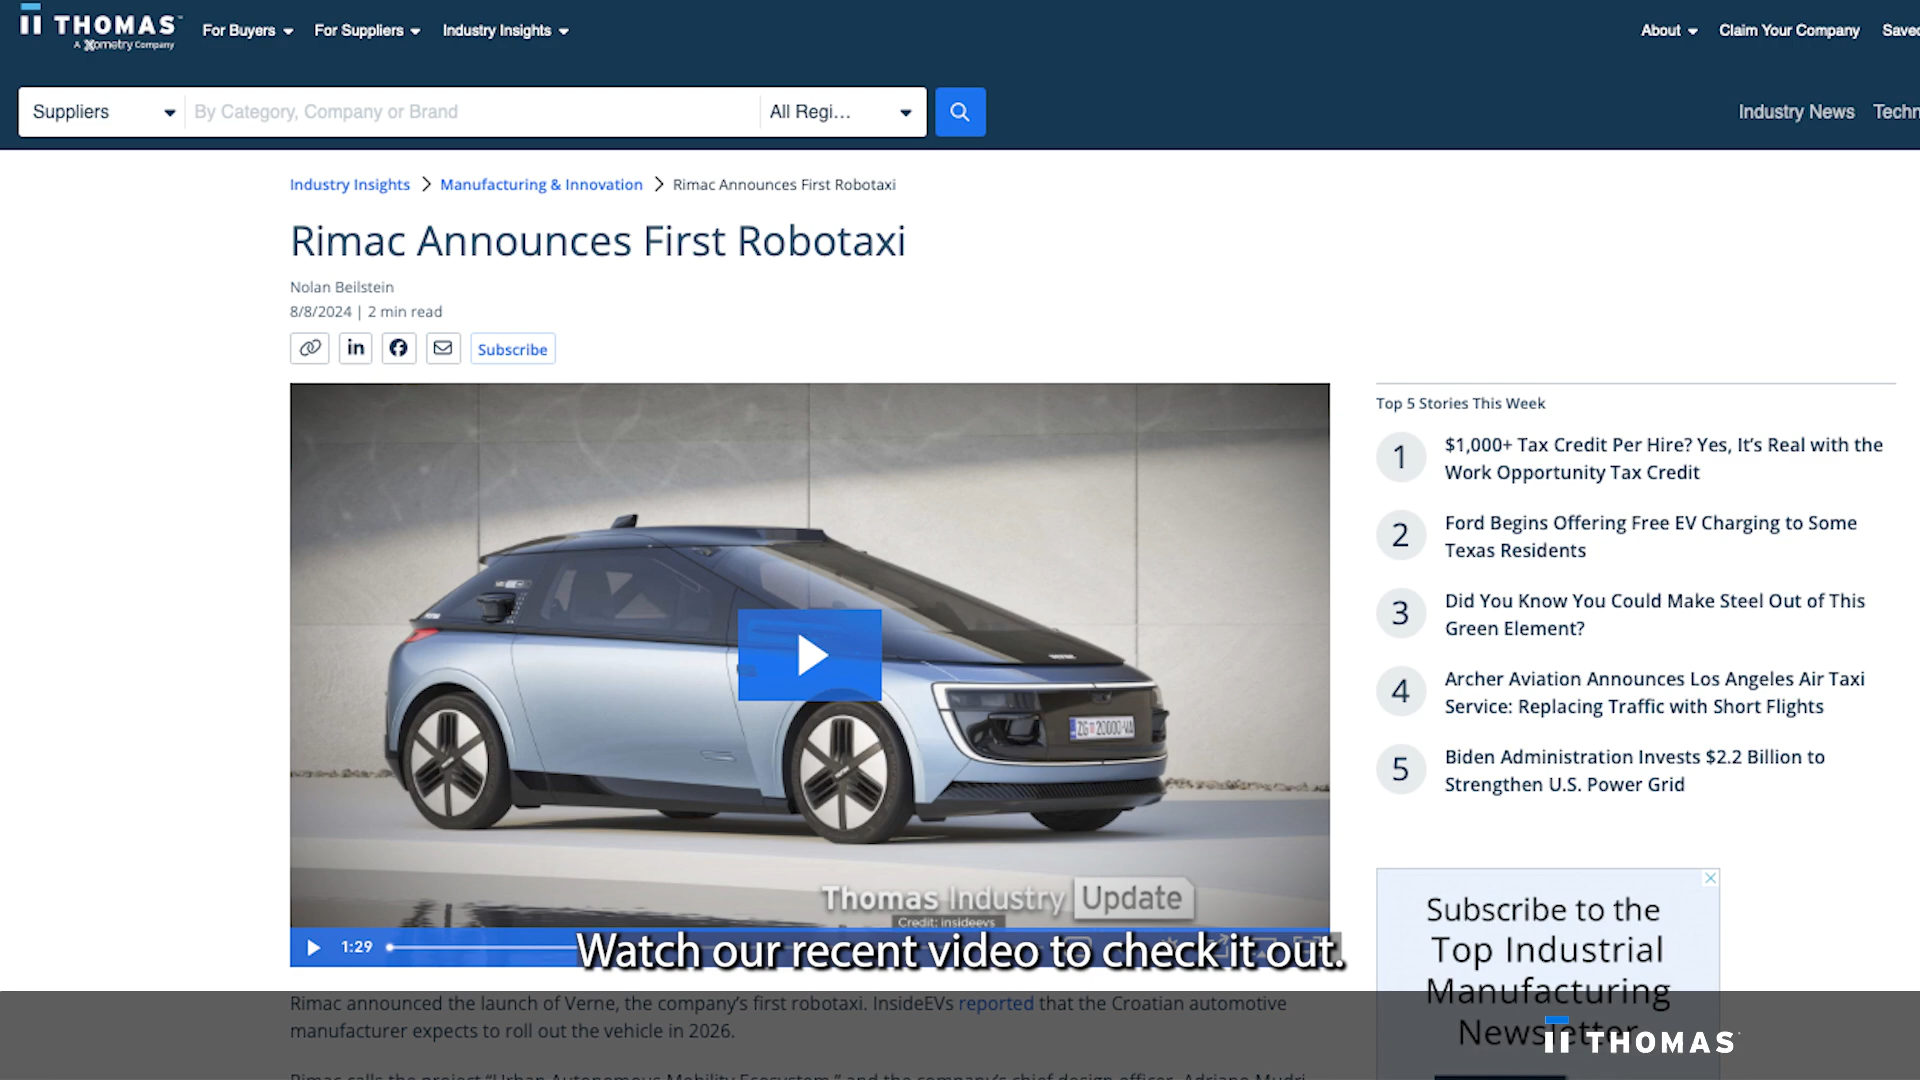 THOMAS
A Xometry Company
For Buyers
For Suppliers
Industry Insights
About
Claim Your Company
Suppliers
By Category, Company or Brand
All Regi...
Industry News
Industry Insights > Manufacturing & Innovation > Rimac Announces First Robotaxi
Rimac Announces First Robotaxi
Nolan Beilstein
8/8/2024 | 2 min read
in
Subscribe
ZG 20000-VA
Thomas Industry Update
Credit: insideevs
1:29
Watch our recent video to check it out.
Rimac announced the launch of Verne, the company's first robotaxi. InsideEVs reported that the Croatian automotive
manufacturer expects to roll out the vehicle in 2026.
Rimac calls the project "Urban Autonomous Mobility Ecosystem," and the company's chief design officer, Adriano Mudri,
Top 5 Stories This Week
1
$1,000+ Tax Credit Per Hire? Yes, It's Real with the
Work Opportunity Tax Credit
2
Ford Begins Offering Free EV Charging to Some
Texas Residents
3
Did You Know You Could Make Steel Out of This
Green Element?
4
Archer Aviation Announces Los Angeles Air Taxi
Service: Replacing Traffic with Short Flights
5
Biden Administration Invests $2.2 Billion to
Strengthen U.S. Power Grid
Subscribe to the
Top Industrial
Manufacturing
Newsletter
THOMAS